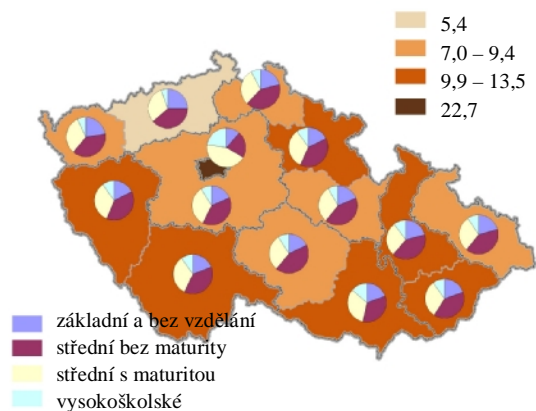 5,4
7,0 – 9,4
9,9 – 13,5
22,7
základní a bez vzdělání
střední bez maturity
střední s maturitou
vysokoškolské